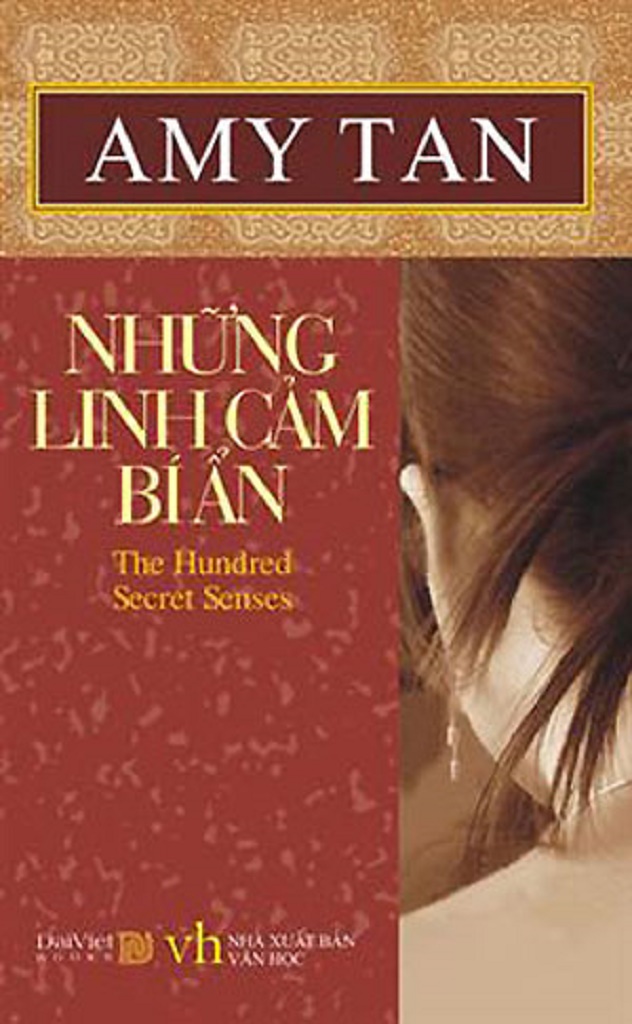 AMY TAN
NHỮNG
LINH CẢM
BÍ ẨN
The Hundred
Secret Senses
DaiViet
BOOKS
vh
NHÀ XUẤT BẢN
VĂN HỌC